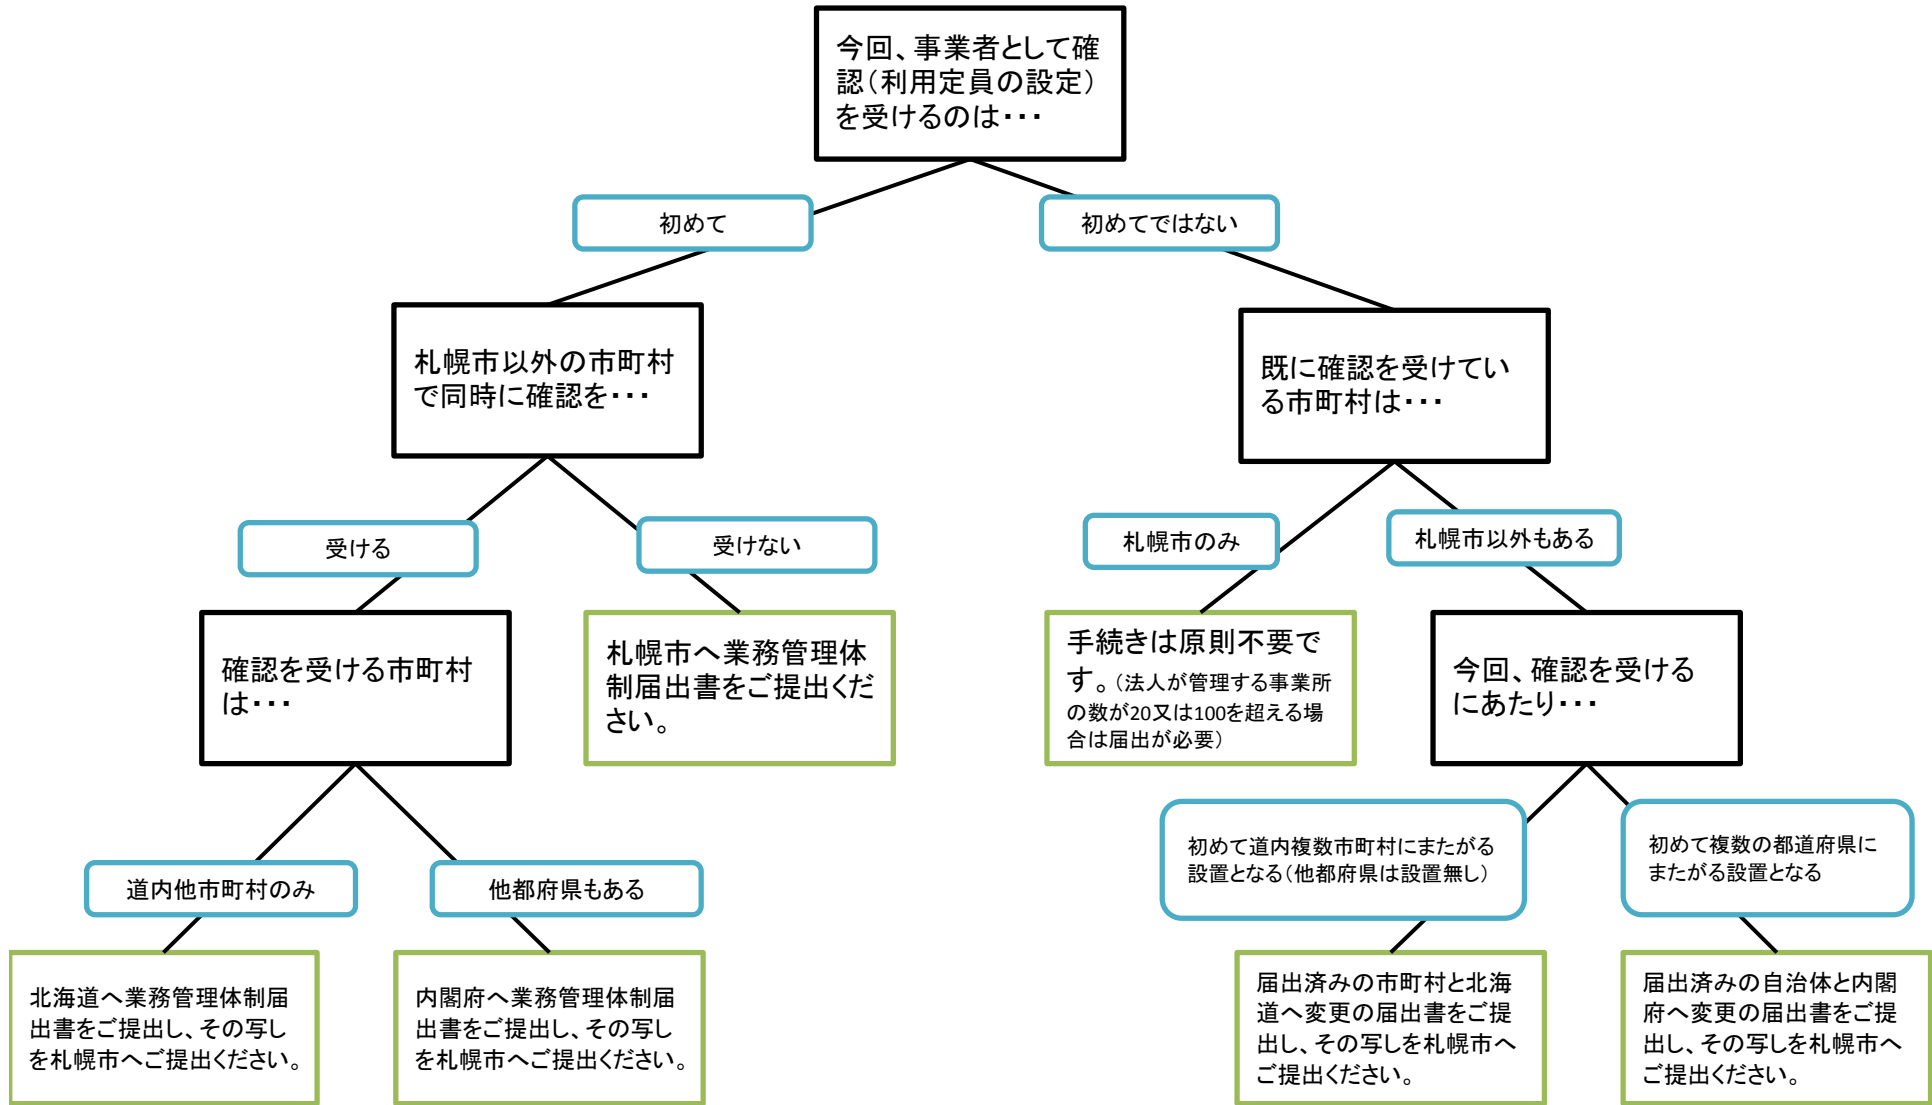 今回、事業者として確
認(利用定員の設定)
を受けるのは・・・
初めて
初めてではない
札幌市以外の市町村
で同時に確認を・・・
既に確認を受けてい
る市町村は・・・
受ける
受けない
札幌市のみ
札幌市以外もある
確認を受ける市町村
は・・・
札幌市へ業務管理体
制届出書をご提出くだ
さい。
手続きは原則不要で
す。(法人が管理する事業所
の数が20又は100を超える場
合は届出が必要)
今回、確認を受ける
にあたり・・・
道内他市町村のみ
他都府県もある
初めて道内複数市町村にまたがる
設置となる(他都府県は設置無し)
初めて複数の都道府県に
またがる設置となる
北海道へ業務管理体制届
出書をご提出し、その写し
を札幌市へご提出ください。
内閣府へ業務管理体制届
出書をご提出し、その写し
を札幌市へご提出ください。
届出済みの市町村と北海
道へ変更の届出書をご提
出し、その写しを札幌市へ
ご提出ください。
届出済みの自治体と内閣
府へ変更の届出書をご提
出し、その写しを札幌市へ
ご提出ください。